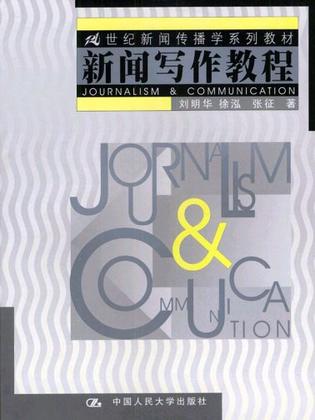 21世纪新闻传播学系列教材
新闻写作教程
JOURNALISM & COMMUNICATION
刘明华 徐泓 张征 著
JOURNALISM
&
COMMUNICATION
中国人民大学出版社